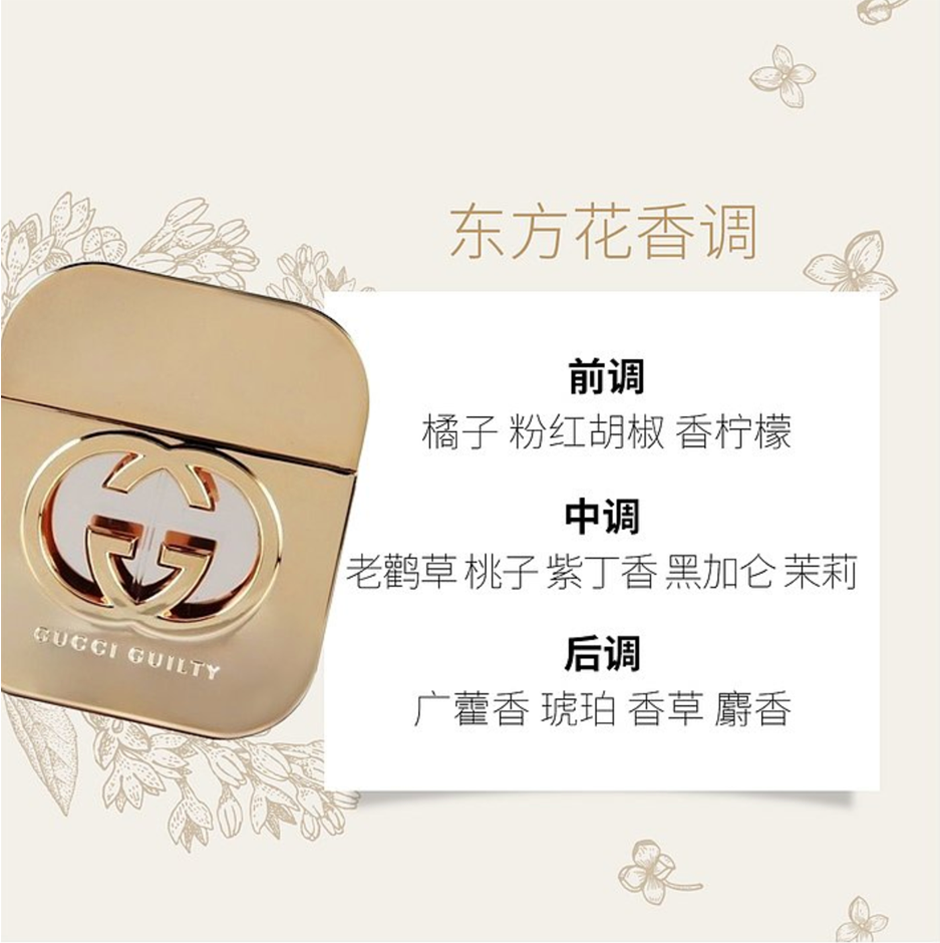 东方花香调
前调
橘子 粉红胡椒 香柠檬
中调
老鹳草 桃子 紫丁香 黑加仑 茉莉
后调
广藿香 琥珀 香草 麝香
GUCCI GUILTY